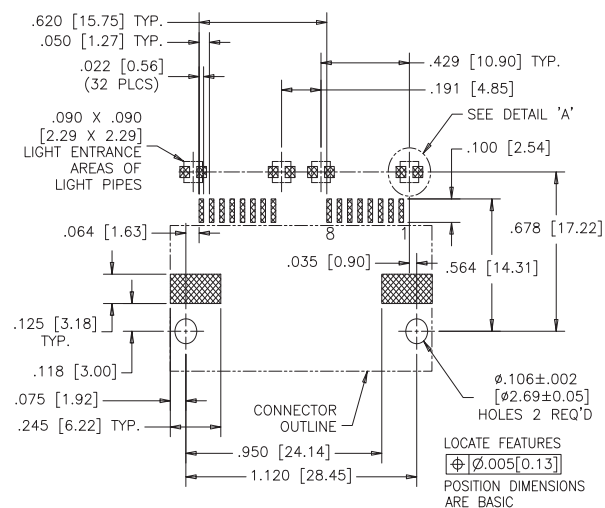 .620 [15.75] TYP.
.050 [1.27] TYP.
.022 [0.56]
(32 PLCS)
.429 [10.90] TYP.
.191 [4.85]
.090 X .090
[2.29 X 2.29]
LIGHT ENTRANCE
AREAS OF
LIGHT PIPES
SEE DETAIL 'A'
.100 [2.54]
8
1
.064 [1.63]
.678 [17.22]
.035 [0.90]
.564 [14.31]
.125 [3.18]
TYP.
.118 [3.00]
.075 [1.92]
.245 [6.22] TYP.
CONNECTOR
OUTLINE
ø.106±.002
[ø2.69±0.05]
HOLES 2 REQ'D
.950 [24.14]
1.120 [28.45]
LOCATE FEATURES
⌖ Ø.005[0.13]
POSITION DIMENSIONS
ARE BASIC